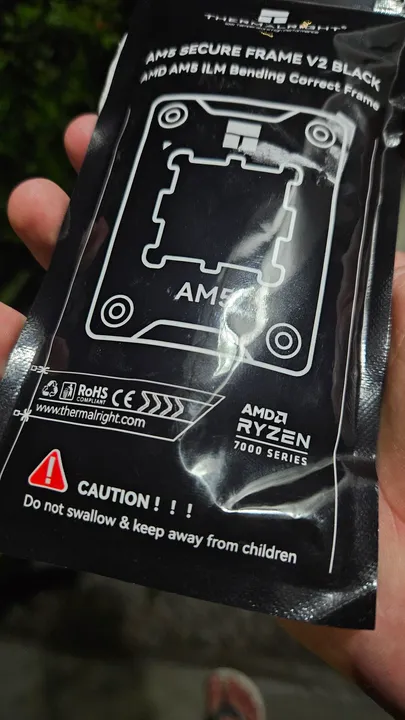 THERMALRIGHT®
AM5 SECURE FRAME V2 BLACK
AMD AM5 ILM Bending Correct Frame
AM5
RoHS
COMPLIANT
CE
www.thermalright.com
AMD
RYZEN
7000 SERIES
CAUTION ! ! !
Do not swallow & keep away from children